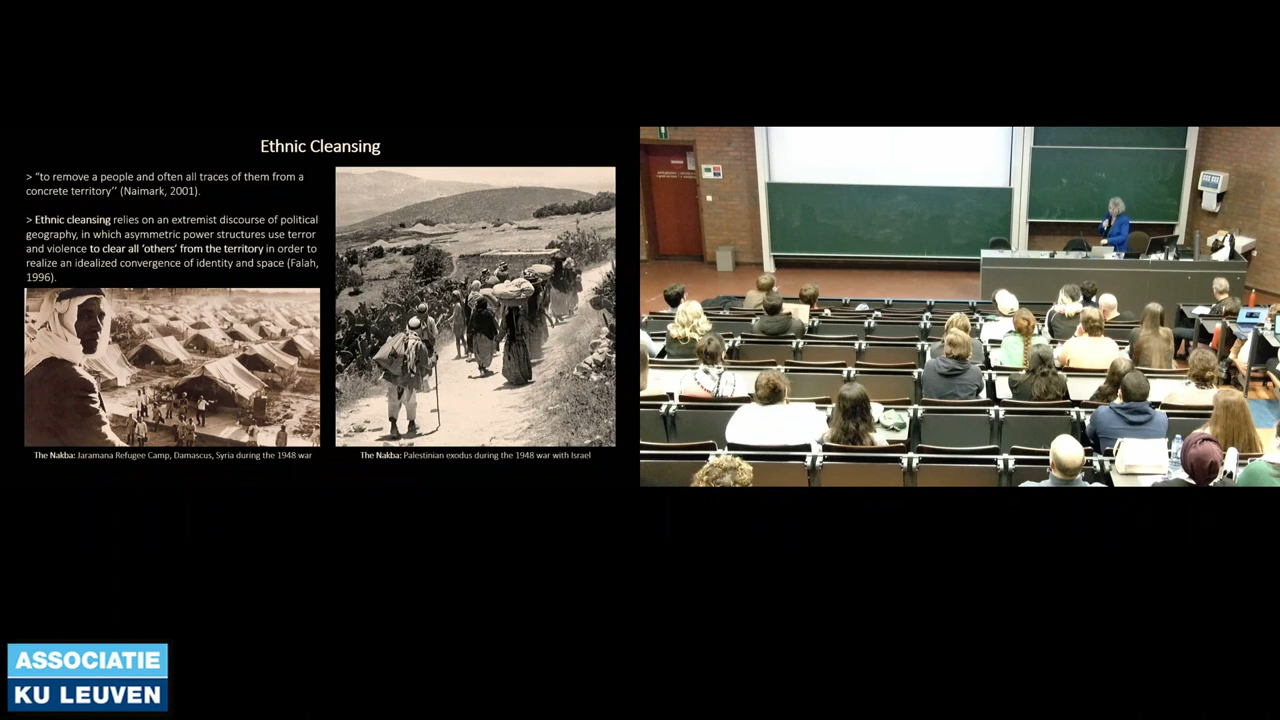 Ethnic Cleansing
> “to remove a people and often all traces of them from a
concrete territory’’ (Naimark, 2001).
> Ethnic cleansing relies on an extremist discourse of political
geography, in which asymmetric power structures use terror
and violence to clear all ‘others’ from the territory in order to
realize an idealized convergence of identity and space (Falah,
1996).
The Nakba: Jaramana Refugee Camp, Damascus, Syria during the 1948 war
The Nakba: Palestinian exodus during the 1948 war with Israel
ASSOCIATIE
KU LEUVEN